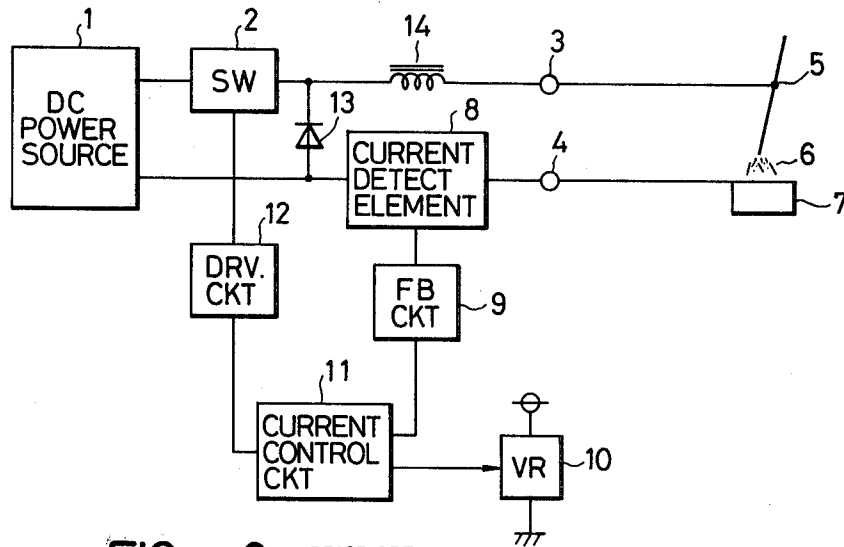 1
2
14
3
5
DC
POWER
SOURCE
SW
13
8
CURRENT
DETECT
ELEMENT
4
6
7
12
DRV.
CKT
FB
CKT
9
11
CURRENT
CONTROL
CKT
VR
10